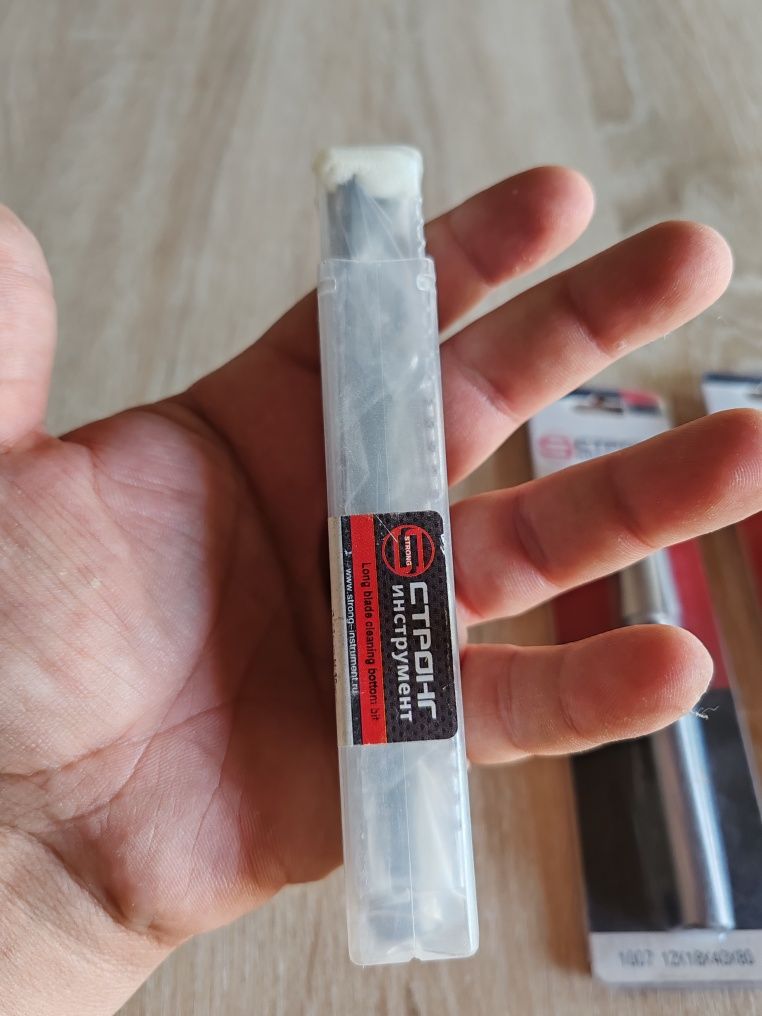 STRONG
СТРОНГ
инструмент
Long blade cleaning bottom bit
www.strong-instrument.ru
1007 12X18X40X80